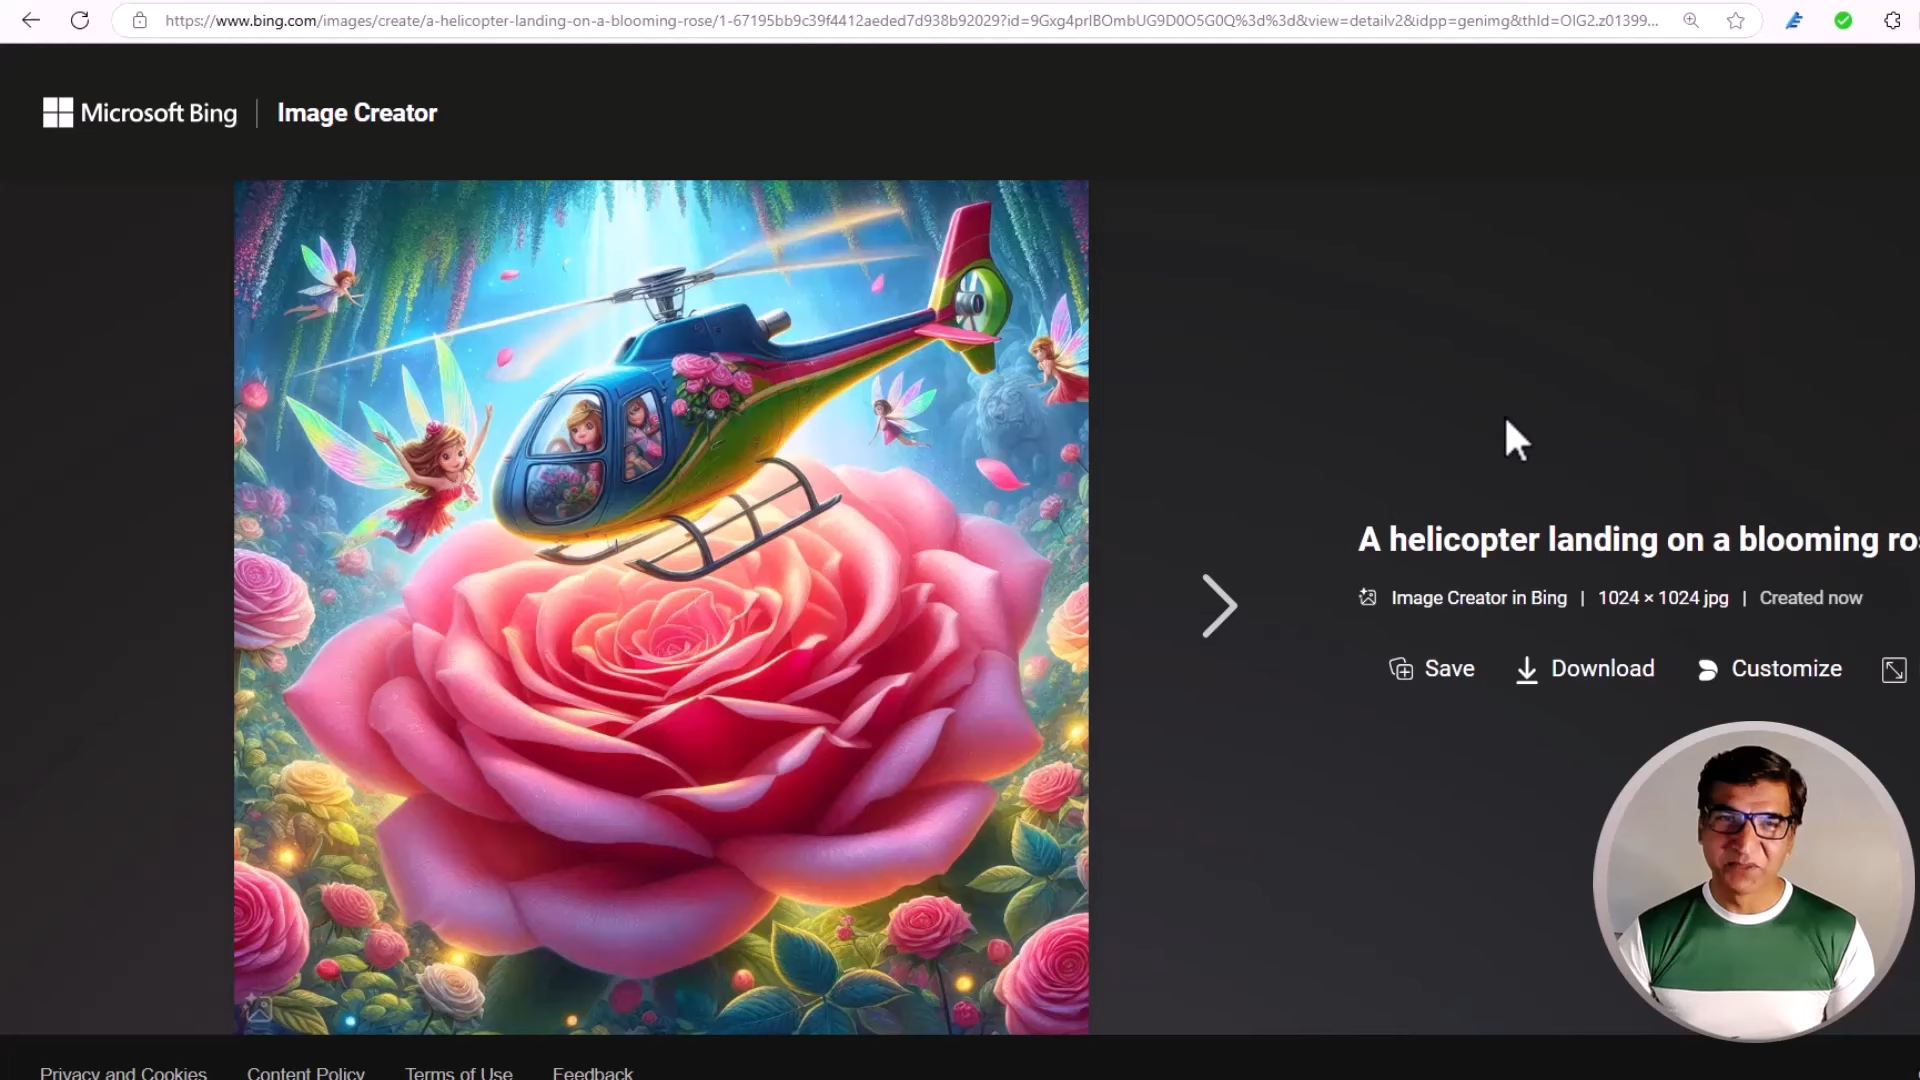 https://www.bing.com/images/create/a-helicopter-landing-on-a-blooming-rose/1-67195bb9c39f4412aeded7d938b92029?id=9Gxg4prlBOmbUG9D0O5G0Q%3d%3d&view=detailv2&idpp=genimg&thId=OIG2.z01399...
Microsoft Bing | Image Creator
A helicopter landing on a blooming ros
Image Creator in Bing | 1024 × 1024 jpg | Created now
Save Download Customize
Privacy and Cookies Content Policy Terms of Use Feedback